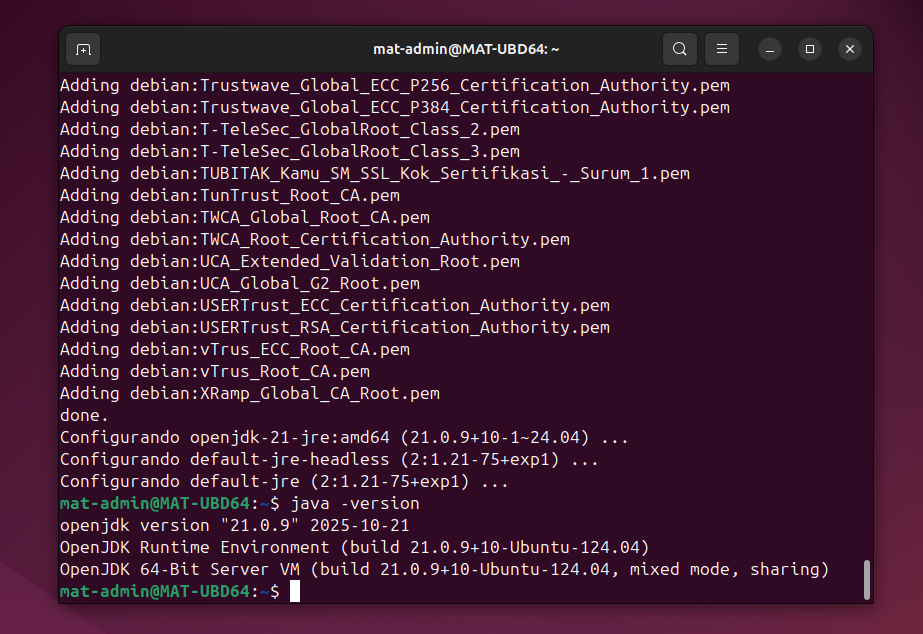 mat-admin@MAT-UBD64: ~
Adding debian:Trustwave_Global_ECC_P256_Certification_Authority.pem
Adding debian:Trustwave_Global_ECC_P384_Certification_Authority.pem
Adding debian:T-TeleSec_GlobalRoot_Class_2.pem
Adding debian:T-TeleSec_GlobalRoot_Class_3.pem
Adding debian:TUBITAK_Kamu_SM_SSL_Kok_Sertifikasi_-_Surum_1.pem
Adding debian:TunTrust_Root_CA.pem
Adding debian:TWCA_Global_Root_CA.pem
Adding debian:TWCA_Root_Certification_Authority.pem
Adding debian:UCA_Extended_Validation_Root.pem
Adding debian:UCA_Global_G2_Root.pem
Adding debian:USERTrust_ECC_Certification_Authority.pem
Adding debian:USERTrust_RSA_Certification_Authority.pem
Adding debian:vTrus_ECC_Root_CA.pem
Adding debian:vTrus_Root_CA.pem
Adding debian:XRamp_Global_CA_Root.pem
done.
Configurando openjdk-21-jre:amd64 (21.0.9+10-1~24.04) ...
Configurando default-jre-headless (2:1.21-75+exp1) ...
Configurando default-jre (2:1.21-75+exp1) ...
mat-admin@MAT-UBD64:~$ java -version
openjdk version "21.0.9" 2025-10-21
OpenJDK Runtime Environment (build 21.0.9+10-Ubuntu-124.04)
OpenJDK 64-Bit Server VM (build 21.0.9+10-Ubuntu-124.04, mixed mode, sharing)
mat-admin@MAT-UBD64:~$